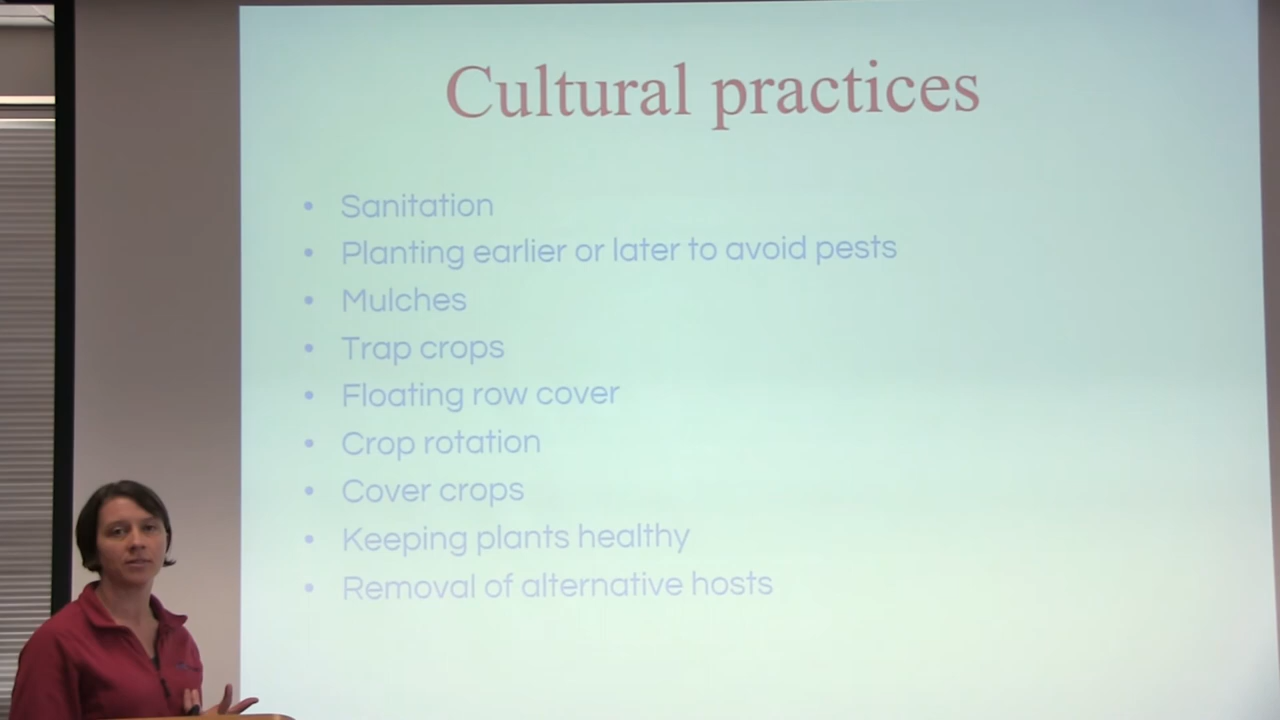 Cultural practices
• Sanitation
• Planting earlier or later to avoid pests
• Mulches
• Trap crops
• Floating row cover
• Crop rotation
• Cover crops
• Keeping plants healthy
• Removal of alternative hosts